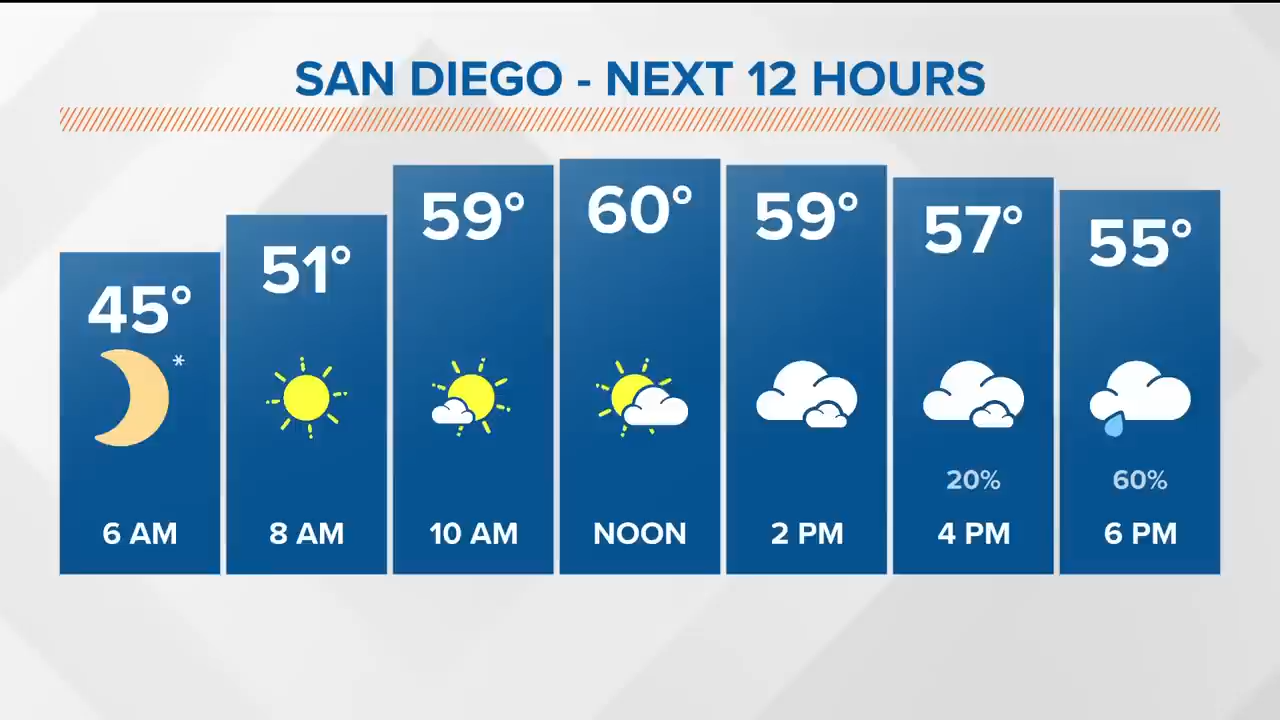 SAN DIEGO - NEXT 12 HOURS
45° 51° 59° 60° 59° 57° 55°
20% 60%
6 AM 8 AM 10 AM NOON 2 PM 4 PM 6 PM